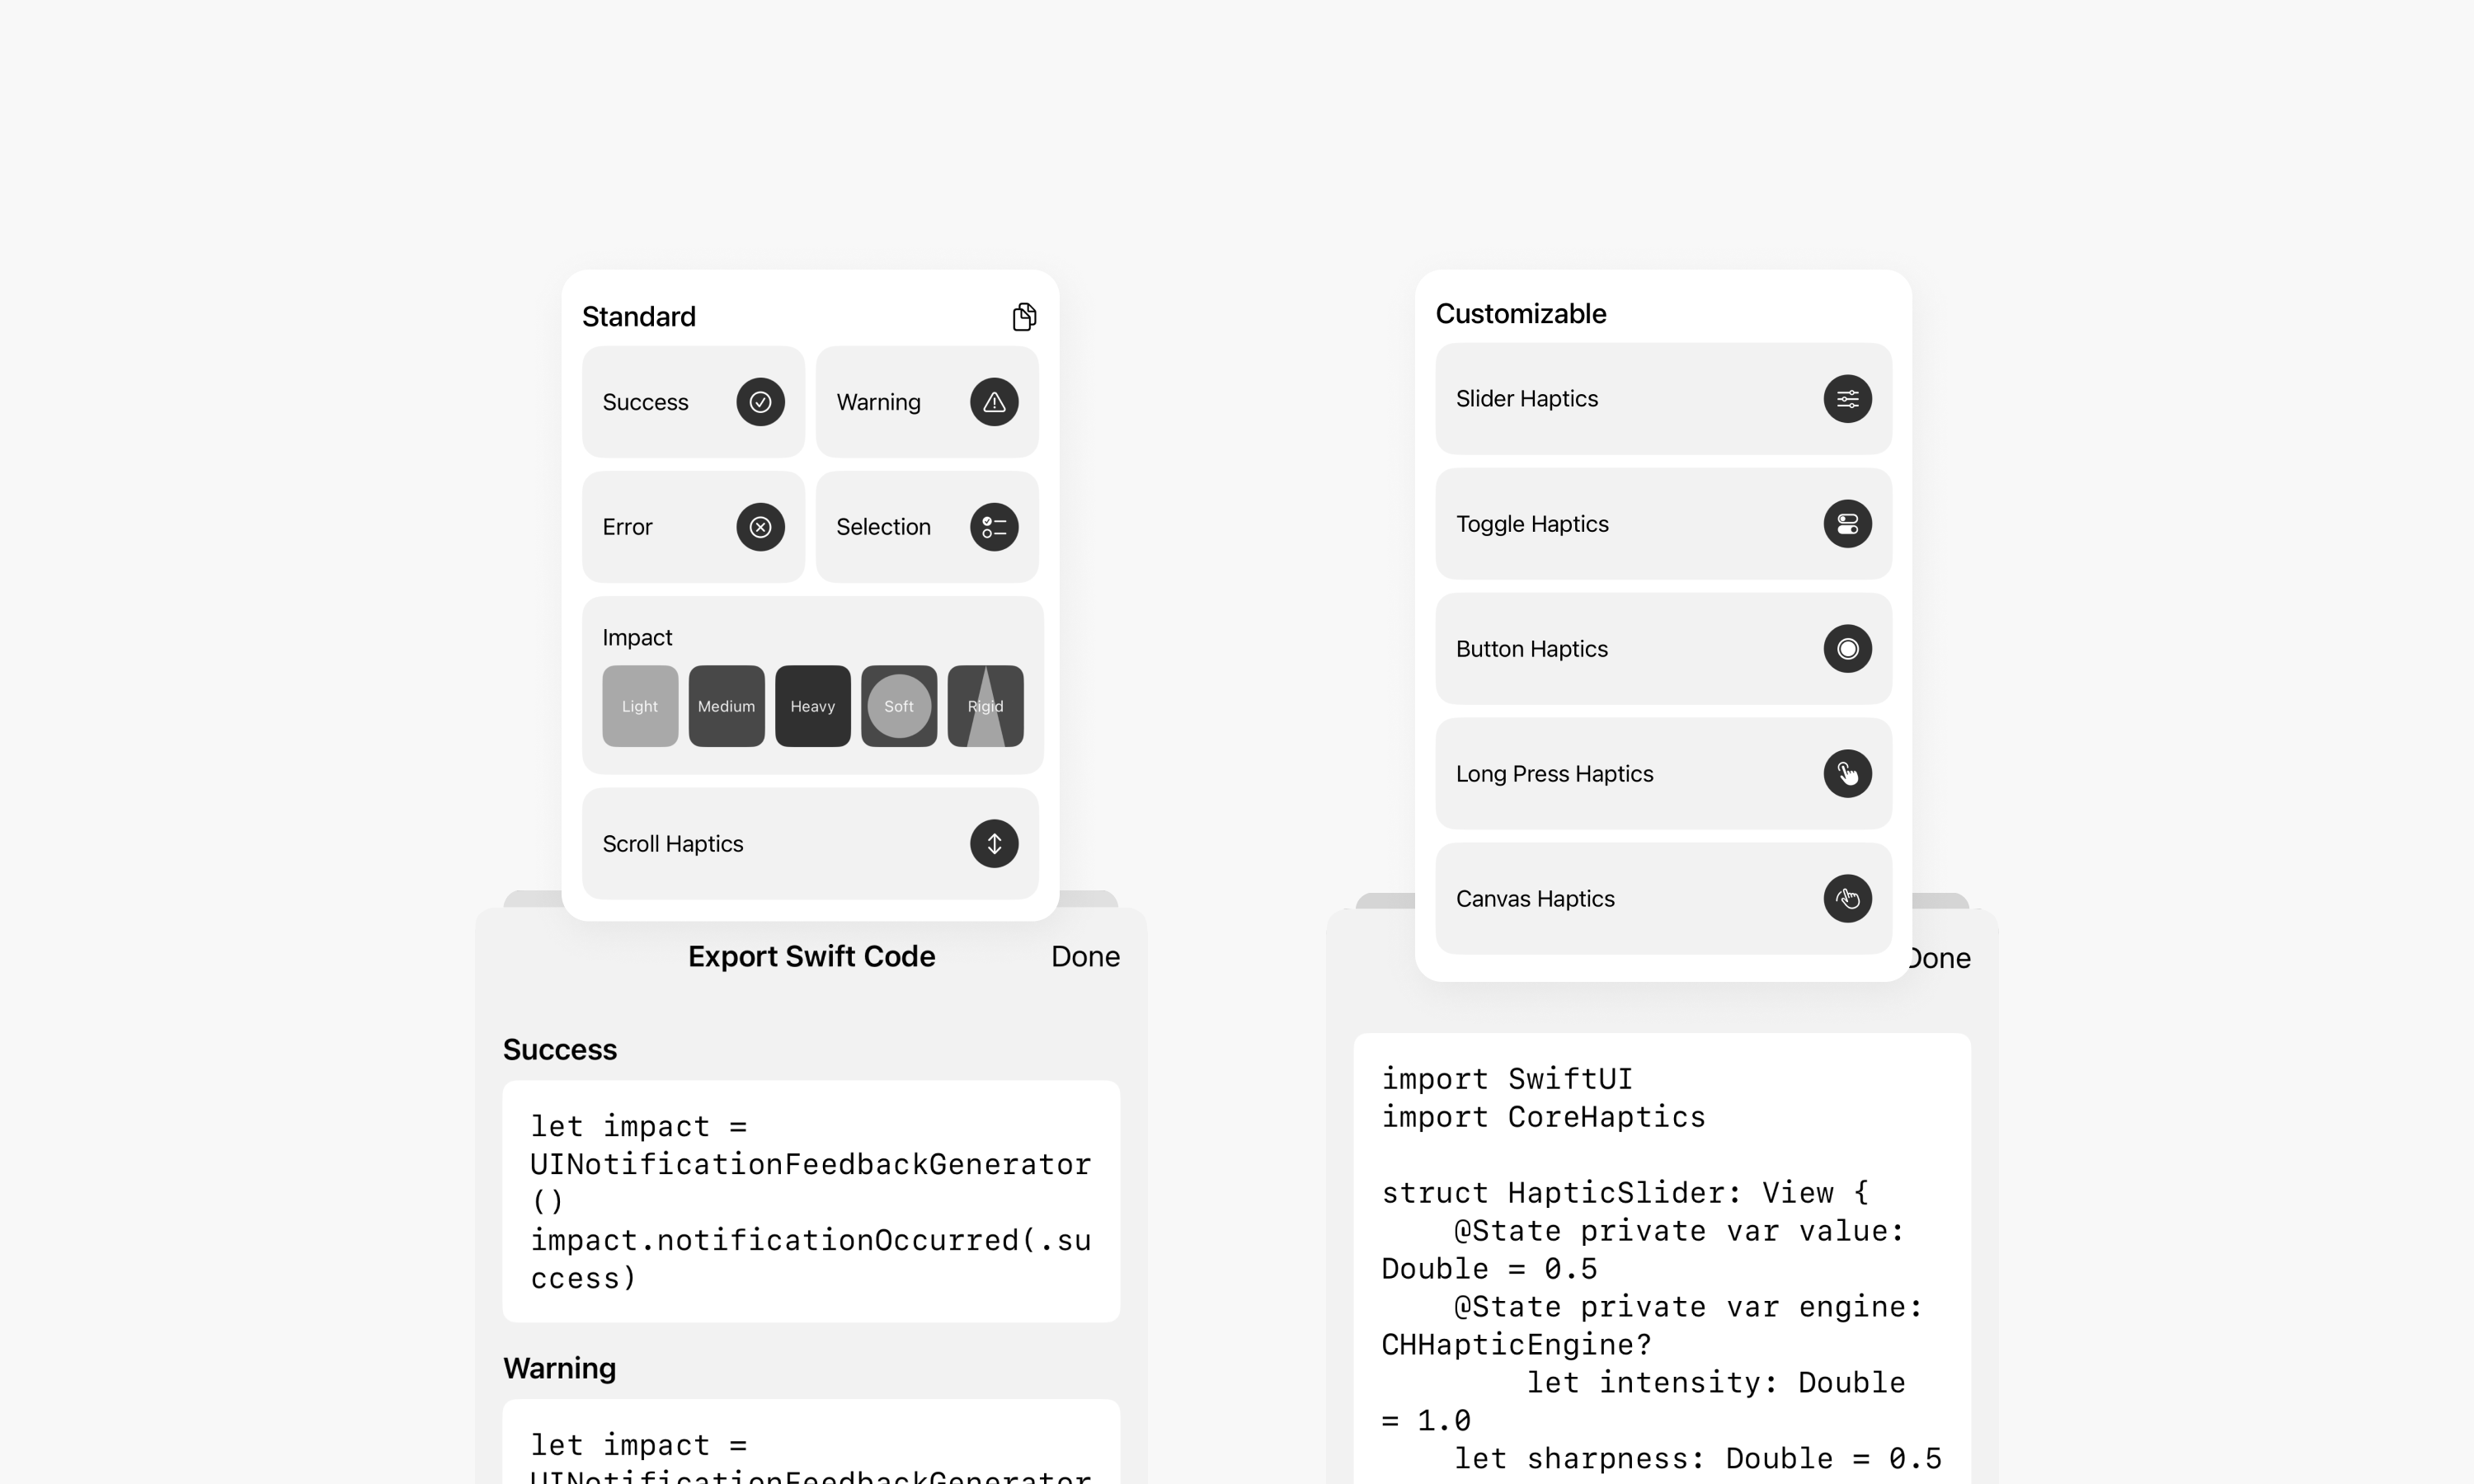 Standard
Success
Warning
Error
Selection
Impact
Light
Medium
Heavy
Soft
Rigid
Scroll Haptics
Export Swift Code
Done
Success
let impact =
UINotificationFeedbackGenerator
()
impact.notificationOccurred(.su
ccess)
Warning
let impact =
UINotificationFeedbackGenerator
Customizable
Slider Haptics
Toggle Haptics
Button Haptics
Long Press Haptics
Canvas Haptics
Done
import SwiftUI
import CoreHaptics
struct HapticSlider: View {
@State private var value:
Double = 0.5
@State private var engine:
CHHapticEngine?
let intensity: Double
= 1.0
let sharpness: Double = 0.5